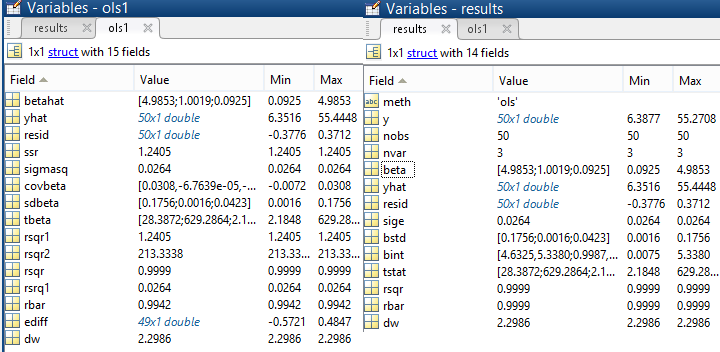 Variables - ols1
results ols1
1x1 struct with 15 fields
Field Value Min Max
betahat [4.9853;1.0019;0.0925] 0.0925 4.9853
yhat 50x1 double 6.3516 55.4448
resid 50x1 double -0.3776 0.3712
ssr 1.2405 1.2405 1.2405
sigmasq 0.0264 0.0264 0.0264
covbeta [0.0308,-6.7639e-05,-... -0.0072 0.0308
sdbeta [0.1756;0.0016;0.0423] 0.0016 0.1756
tbeta [28.3872;629.2864;2.1... 2.1848 629.28...
rsqr1 1.2405 1.2405 1.2405
rsqr2 213.3338 213.33... 213.33...
rsqr 0.9999 0.9999 0.9999
rsrq1 0.0264 0.0264 0.0264
rbar 0.9942 0.9942 0.9942
ediff 49x1 double -0.5721 0.4847
dw 2.2986 2.2986 2.2986
Variables - results
results ols1
1x1 struct with 14 fields
Field Value Min Max
abc meth 'ols'
y 50x1 double 6.3877 55.2708
nobs 50 50 50
nvar 3 3 3
beta [4.9853;1.0019;0.0925] 0.0925 4.9853
yhat 50x1 double 6.3516 55.4448
resid 50x1 double -0.3776 0.3712
sige 0.0264 0.0264 0.0264
bstd [0.1756;0.0016;0.0423] 0.0016 0.1756
bint [4.6325,5.3380;0.9987,... 0.0075 5.3380
tstat [28.3872;629.2864;2.1... 2.1848 629.28...
rsqr 0.9999 0.9999 0.9999
rbar 0.9999 0.9999 0.9999
dw 2.2986 2.2986 2.2986